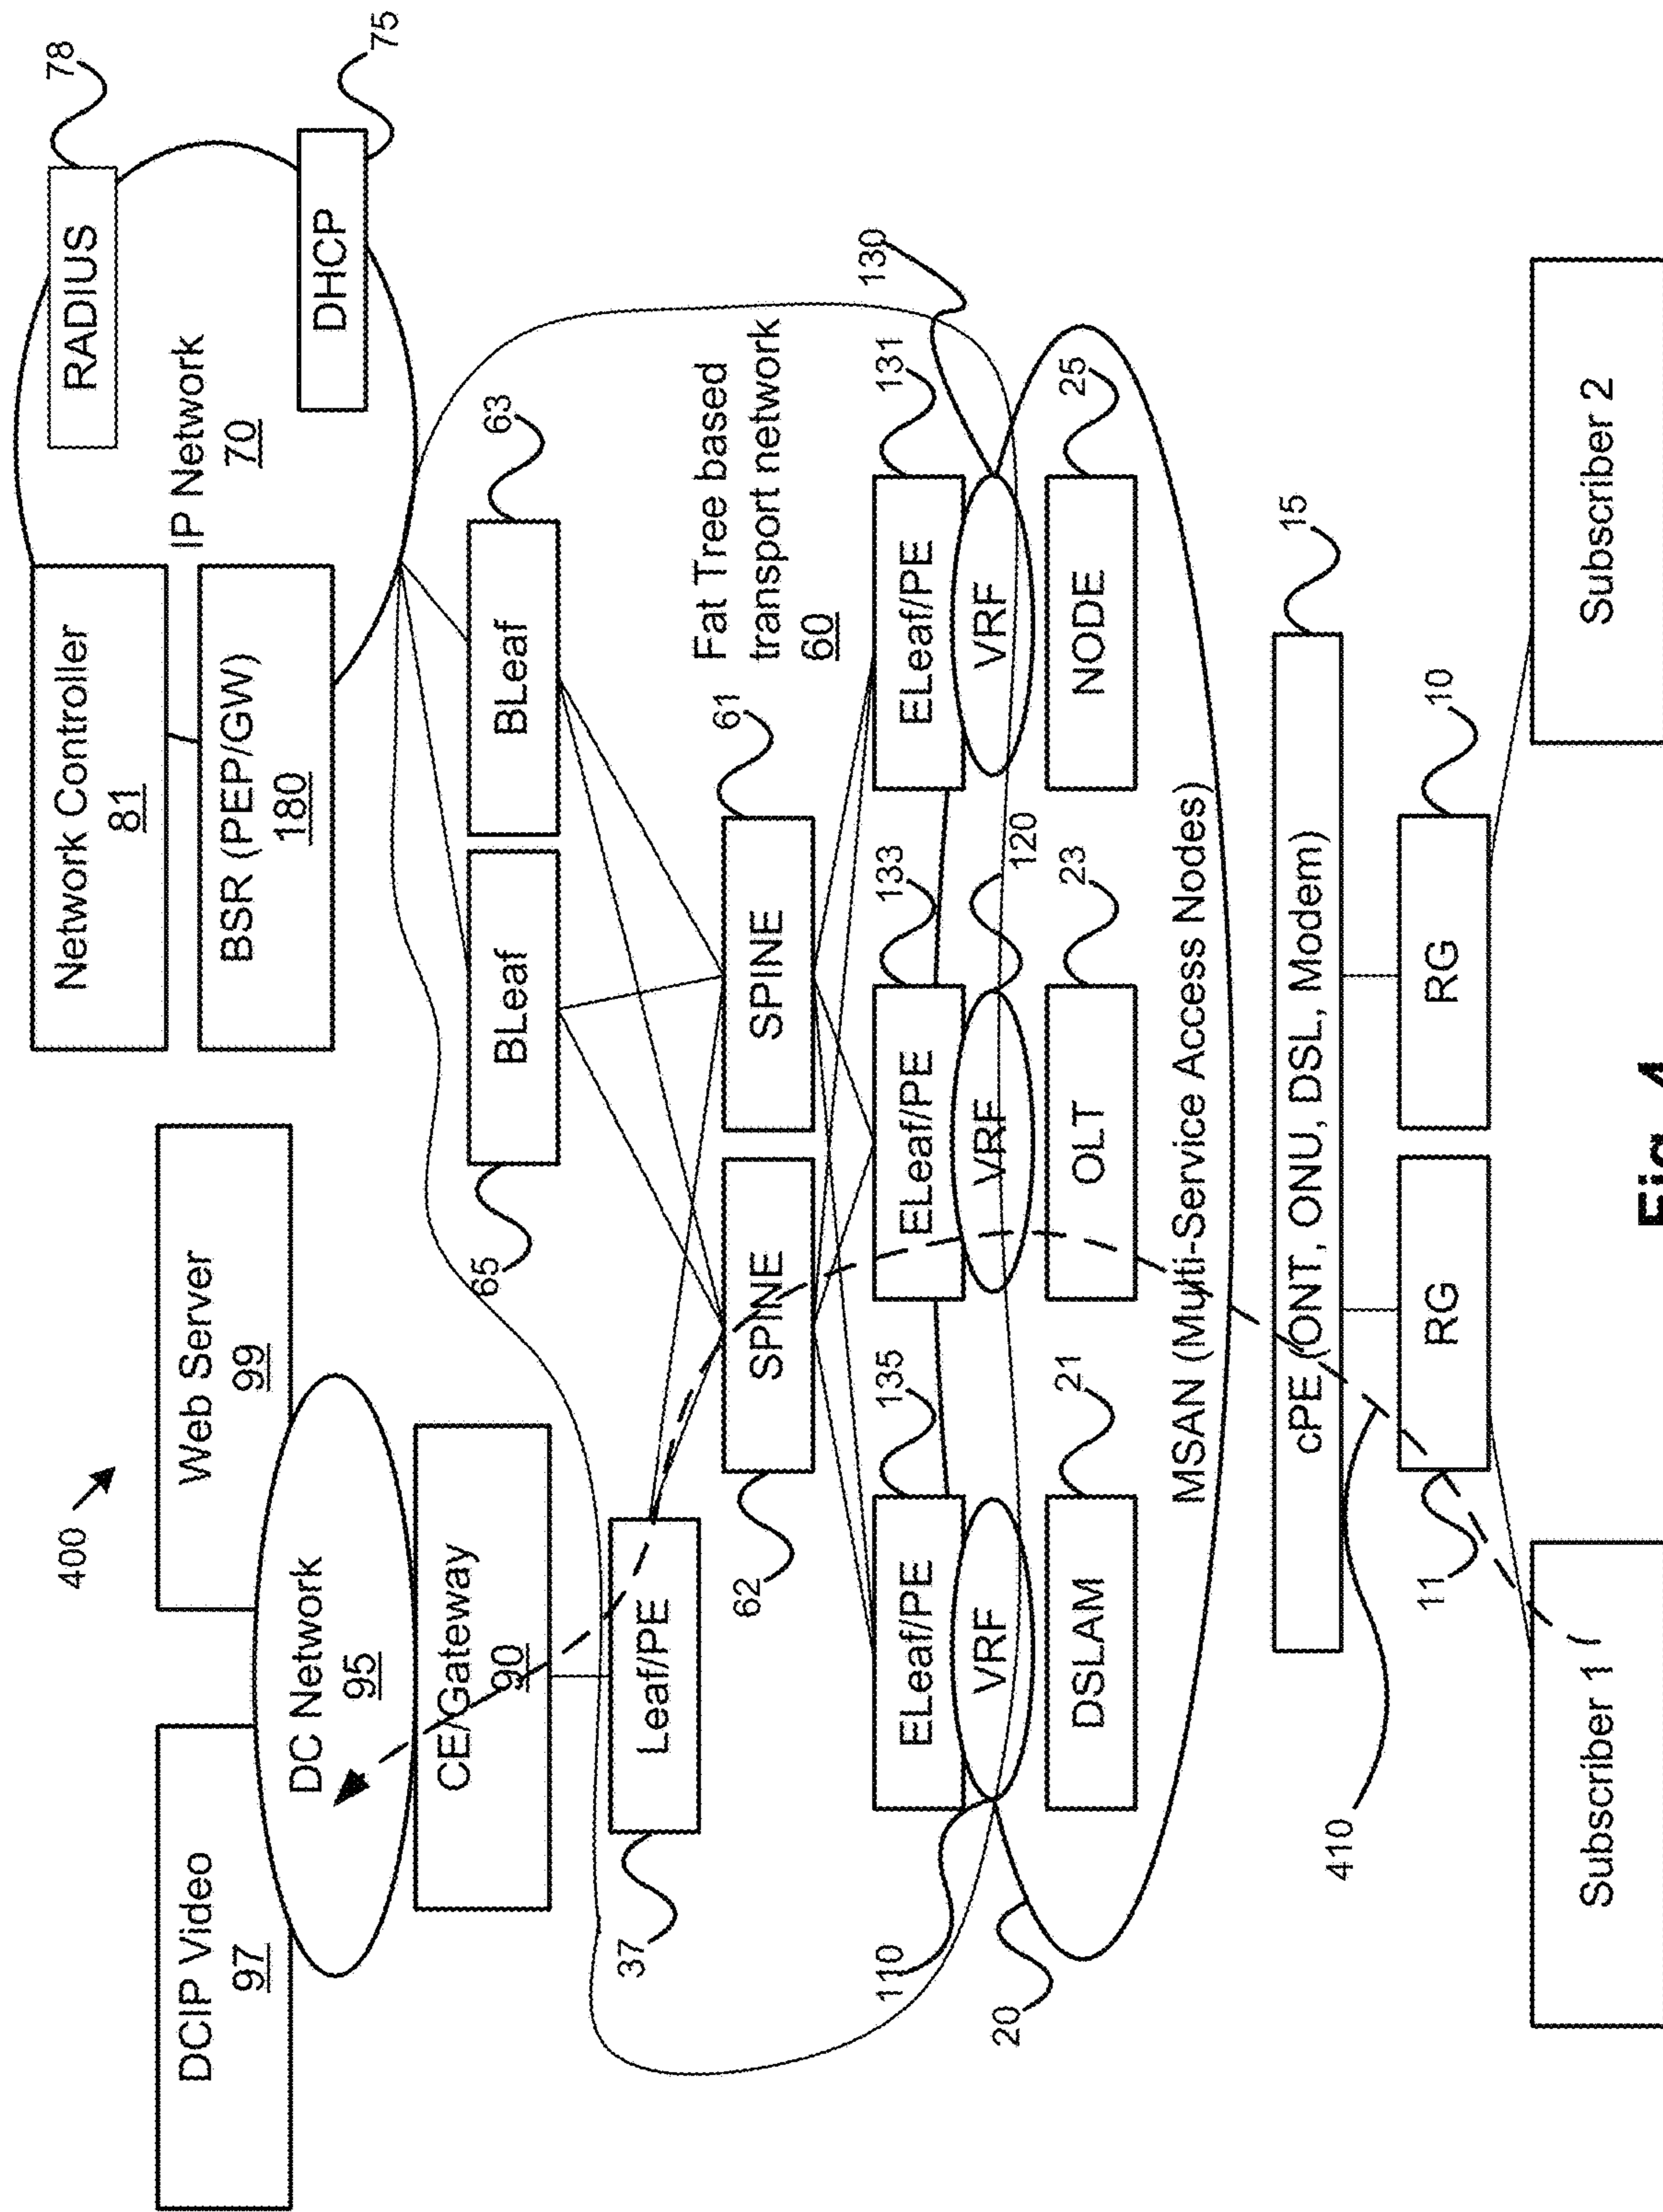 400
DCIP Video
97
Web Server
99
DC Network
95
CE/Gateway
90
Network Controller
81
BSR (PEP/GW)
180
IP Network
70
RADIUS
78
DHCP
75
65
BLeaf
BLeaf
63
37
Leaf/PE
62
SPINE
SPINE
61
Fat Tree based
transport network
60
110
ELeaf/PE
135
ELeaf/PE
133
ELeaf/PE
131
130
VRF
VRF
120
VRF
20
DSLAM
21
OLT
23
NODE
25
MSAN (Multi-Service Access Nodes)
cPE (ONT, ONU, DSL, Modem)
15
410
11
RG
RG
10
Subscriber 1
Subscriber 2
Fig. 4